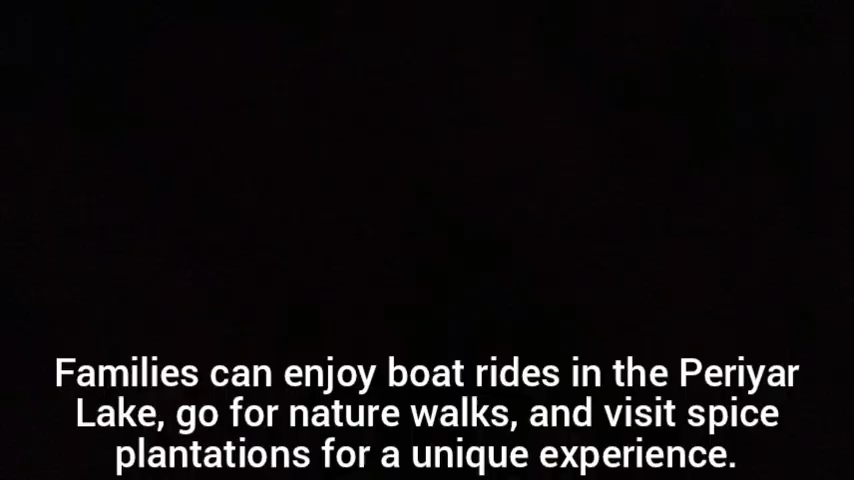 Families can enjoy boat rides in the Periyar
Lake, go for nature walks, and visit spice
plantations for a unique experience.